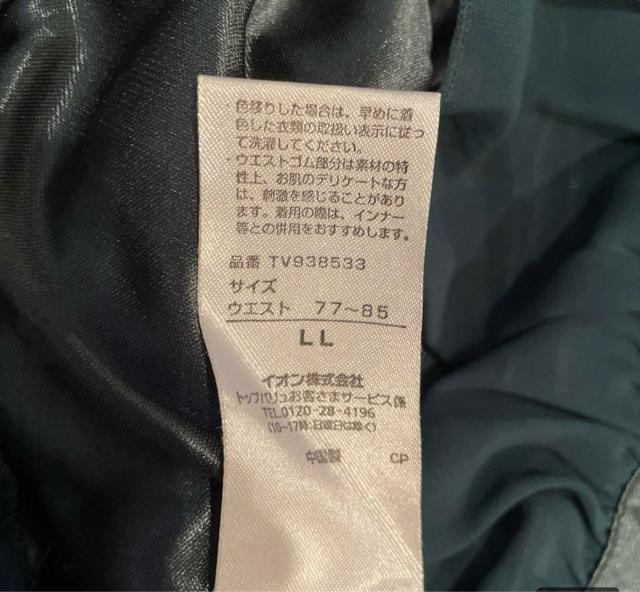 ・色移りした場合は、早めに着
色した衣類の取扱い表示に従っ
て洗濯してください。
・ウエストゴム部分は素材の特
性上、お肌のデリケートな方
は、刺激を感じることがあり
ます。着用の際は、インナー
等との併用をおすすめします。
品番 TV938533
サイズ
ウエスト 77～85
LL
イオン株式会社
トップバリュお客さまサービス係
TEL.0120-28-4196
(10～17時:日曜日は除く)
中国製 CP